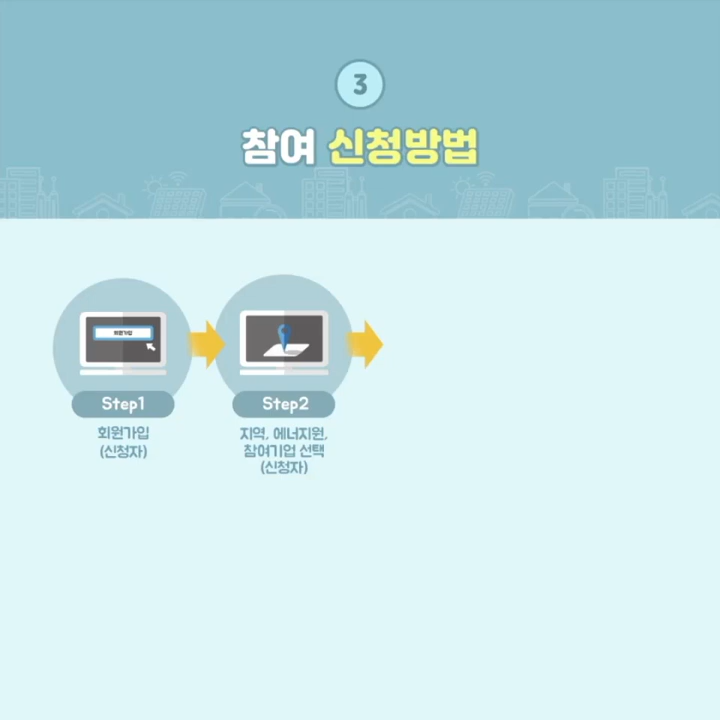 3
참여 신청방법
회원가입
Step1
회원가입
(신청자)
Step2
지역, 에너지원,
참여기업 선택
(신청자)